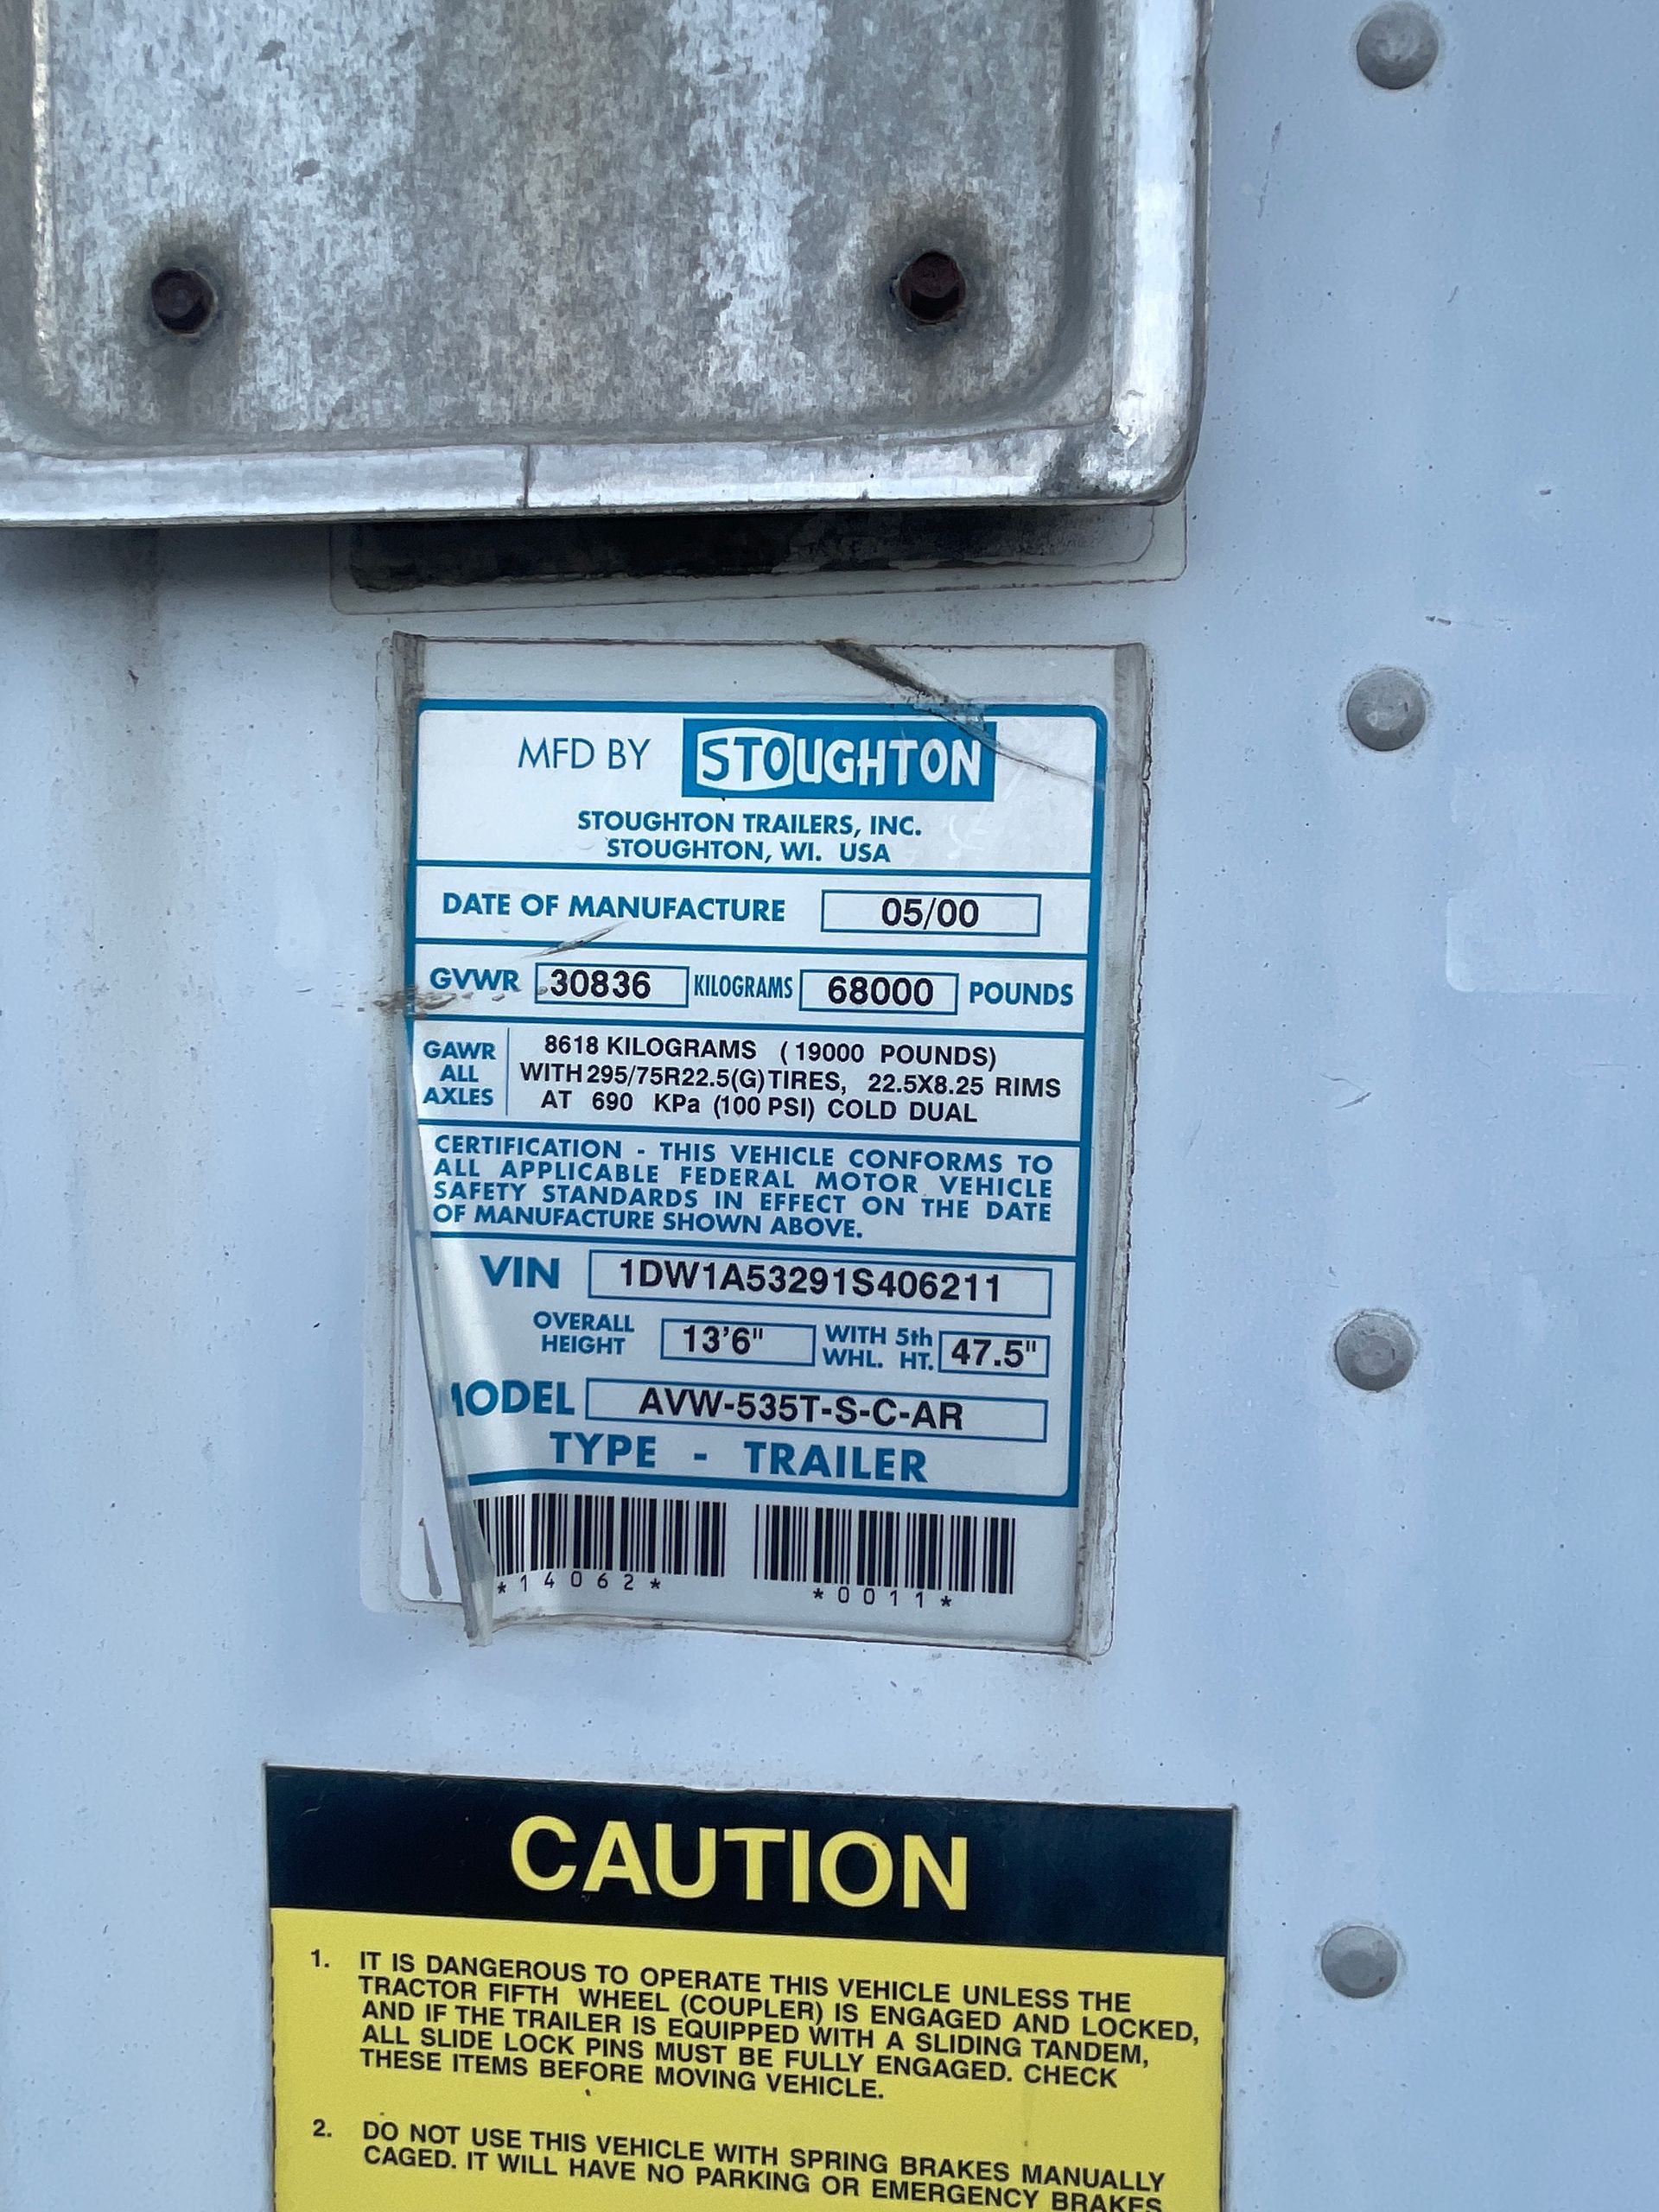 MFD BY STOUGHTON
STOUGHTON TRAILERS, INC.
STOUGHTON, WI. USA
DATE OF MANUFACTURE 05/00
GVWR 30836 KILOGRAMS 68000 POUNDS
GAWR ALL AXLES
8618 KILOGRAMS (19000 POUNDS)
WITH 295/75R22.5(G) TIRES, 22.5X8.25 RIMS
AT 690 KPa (100 PSI) COLD DUAL
CERTIFICATION - THIS VEHICLE CONFORMS TO
ALL APPLICABLE FEDERAL MOTOR VEHICLE
SAFETY STANDARDS IN EFFECT ON THE DATE
OF MANUFACTURE SHOWN ABOVE.
VIN 1DW1A53291S406211
OVERALL HEIGHT 13'6" WITH 5th WHL. HT. 47.5"
MODEL AVW-535T-S-C-AR
TYPE - TRAILER
*14062* *0011*
CAUTION
1. IT IS DANGEROUS TO OPERATE THIS VEHICLE UNLESS THE
TRACTOR FIFTH WHEEL (COUPLER) IS ENGAGED AND LOCKED,
AND IF THE TRAILER IS EQUIPPED WITH A SLIDING TANDEM,
ALL SLIDE LOCK PINS MUST BE FULLY ENGAGED. CHECK
THESE ITEMS BEFORE MOVING VEHICLE.
2. DO NOT USE THIS VEHICLE WITH SPRING BRAKES MANUALLY
CAGED. IT WILL HAVE NO PARKING OR EMERGENCY BRAKES